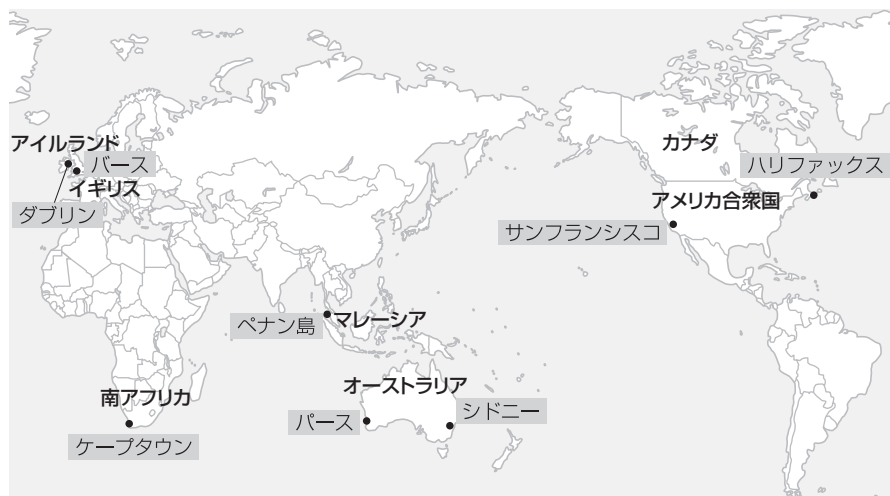 アイルランド
バース
イギリス
ダブリン
カナダ
ハリファックス
アメリカ合衆国
サンフランシスコ
ペナン島
マレーシア
オーストラリア
パース
シドニー
南アフリカ
ケープタウン